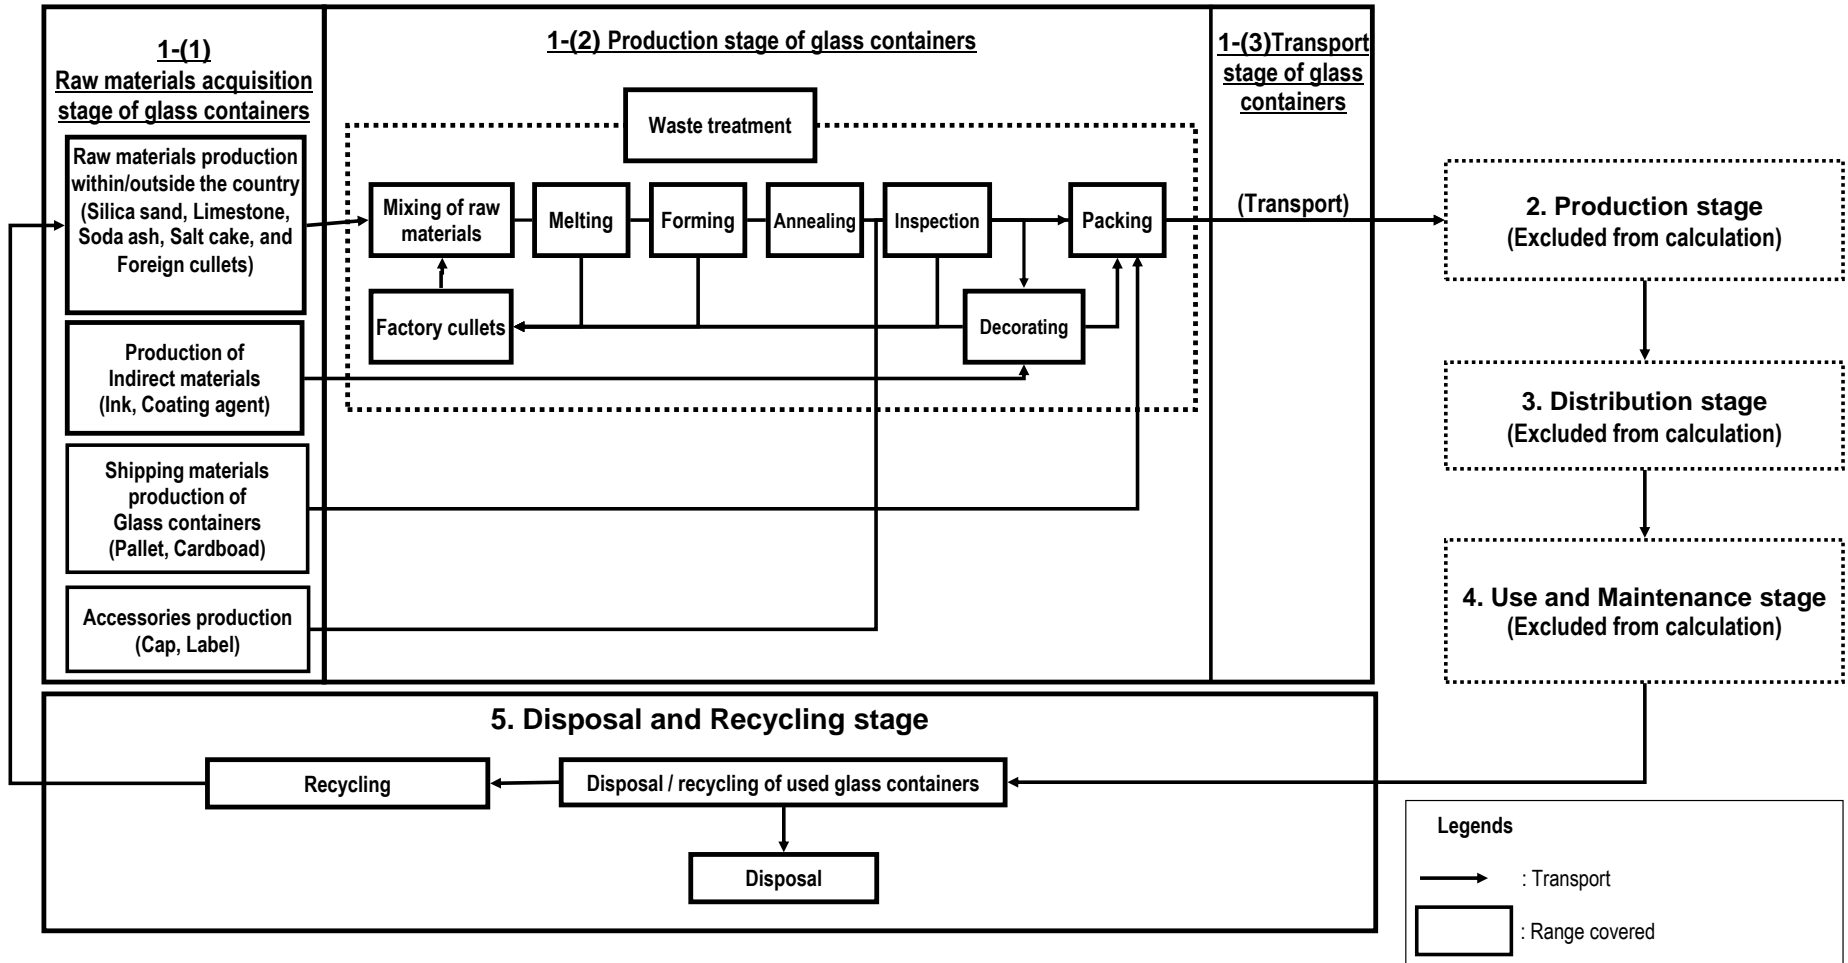 1-(1)
Raw materials acquisition
stage of glass containers
Raw materials production
within/outside the country
(Silica sand, Limestone,
Soda ash, Salt cake, and
Foreign cullets)
Production of
Indirect materials
(Ink, Coating agent)
Shipping materials
production of
Glass containers
(Pallet, Cardboad)
Accessories production
(Cap, Label)
1-(2) Production stage of glass containers
Waste treatment
Mixing of raw
materials
Melting
Forming
Annealing
Inspection
Packing
Factory cullets
Decorating
1-(3)Transport
stage of glass
containers
(Transport)
2. Production stage
(Excluded from calculation)
3. Distribution stage
(Excluded from calculation)
4. Use and Maintenance stage
(Excluded from calculation)
5. Disposal and Recycling stage
Recycling
Disposal / recycling of used glass containers
Disposal
Legends
: Transport
: Range covered